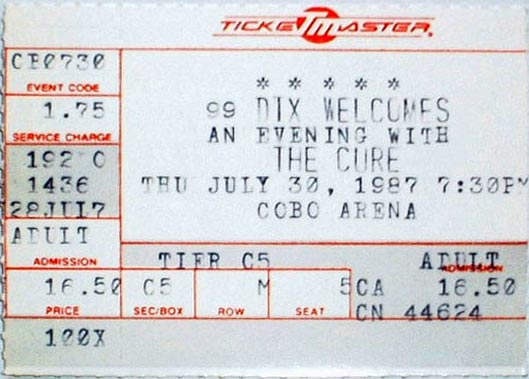 TICKETMASTER
CB0730
EVENT CODE
1.75
SERVICE CHARGE
1436
28JUL7
ADULT
ADMISSION
16.50
PRICE
100X
* * * * *
99 DIX WELCOMES
AN EVENING WITH
THE CURE
THU JULY 30, 1987 7:30PM
COBO ARENA
TIER C5
ADULT
ADMISSION
C5
SEC/BOX
M
ROW
5
SEAT
CA 16.50
CN 44624